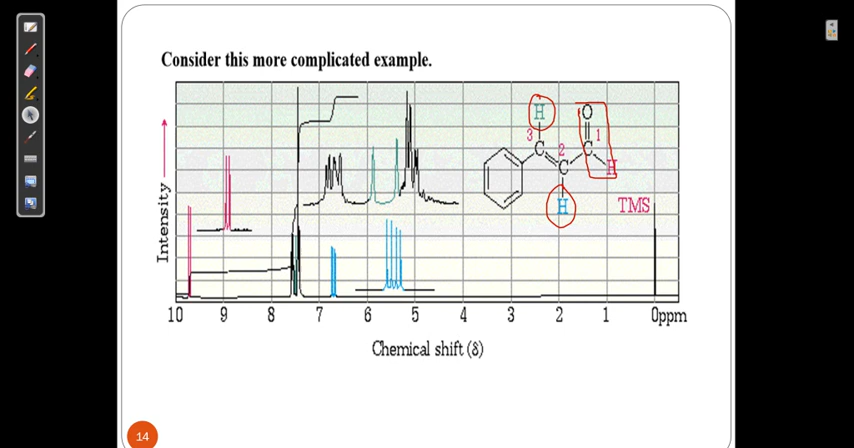 Consider this more complicated example.
H
O
3
1
C
2
C
C
H
H
TMS
Intensity
10 9 8 7 6 5 4 3 2 1 0ppm
Chemical shift (δ)
14